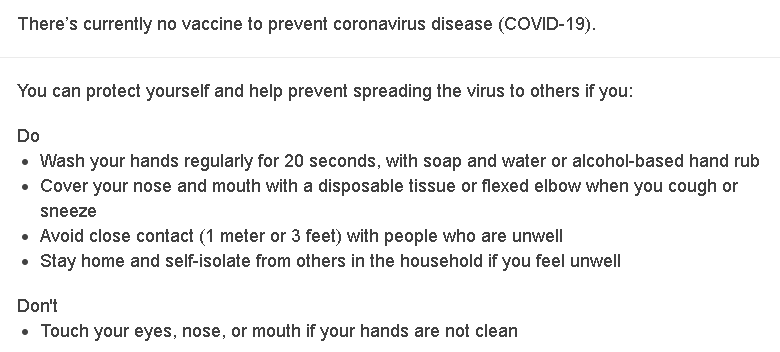 There's currently no vaccine to prevent coronavirus disease (COVID-19).
You can protect yourself and help prevent spreading the virus to others if you:
Do
• Wash your hands regularly for 20 seconds, with soap and water or alcohol-based hand rub
• Cover your nose and mouth with a disposable tissue or flexed elbow when you cough or
sneeze
• Avoid close contact (1 meter or 3 feet) with people who are unwell
• Stay home and self-isolate from others in the household if you feel unwell
Don't
• Touch your eyes, nose, or mouth if your hands are not clean